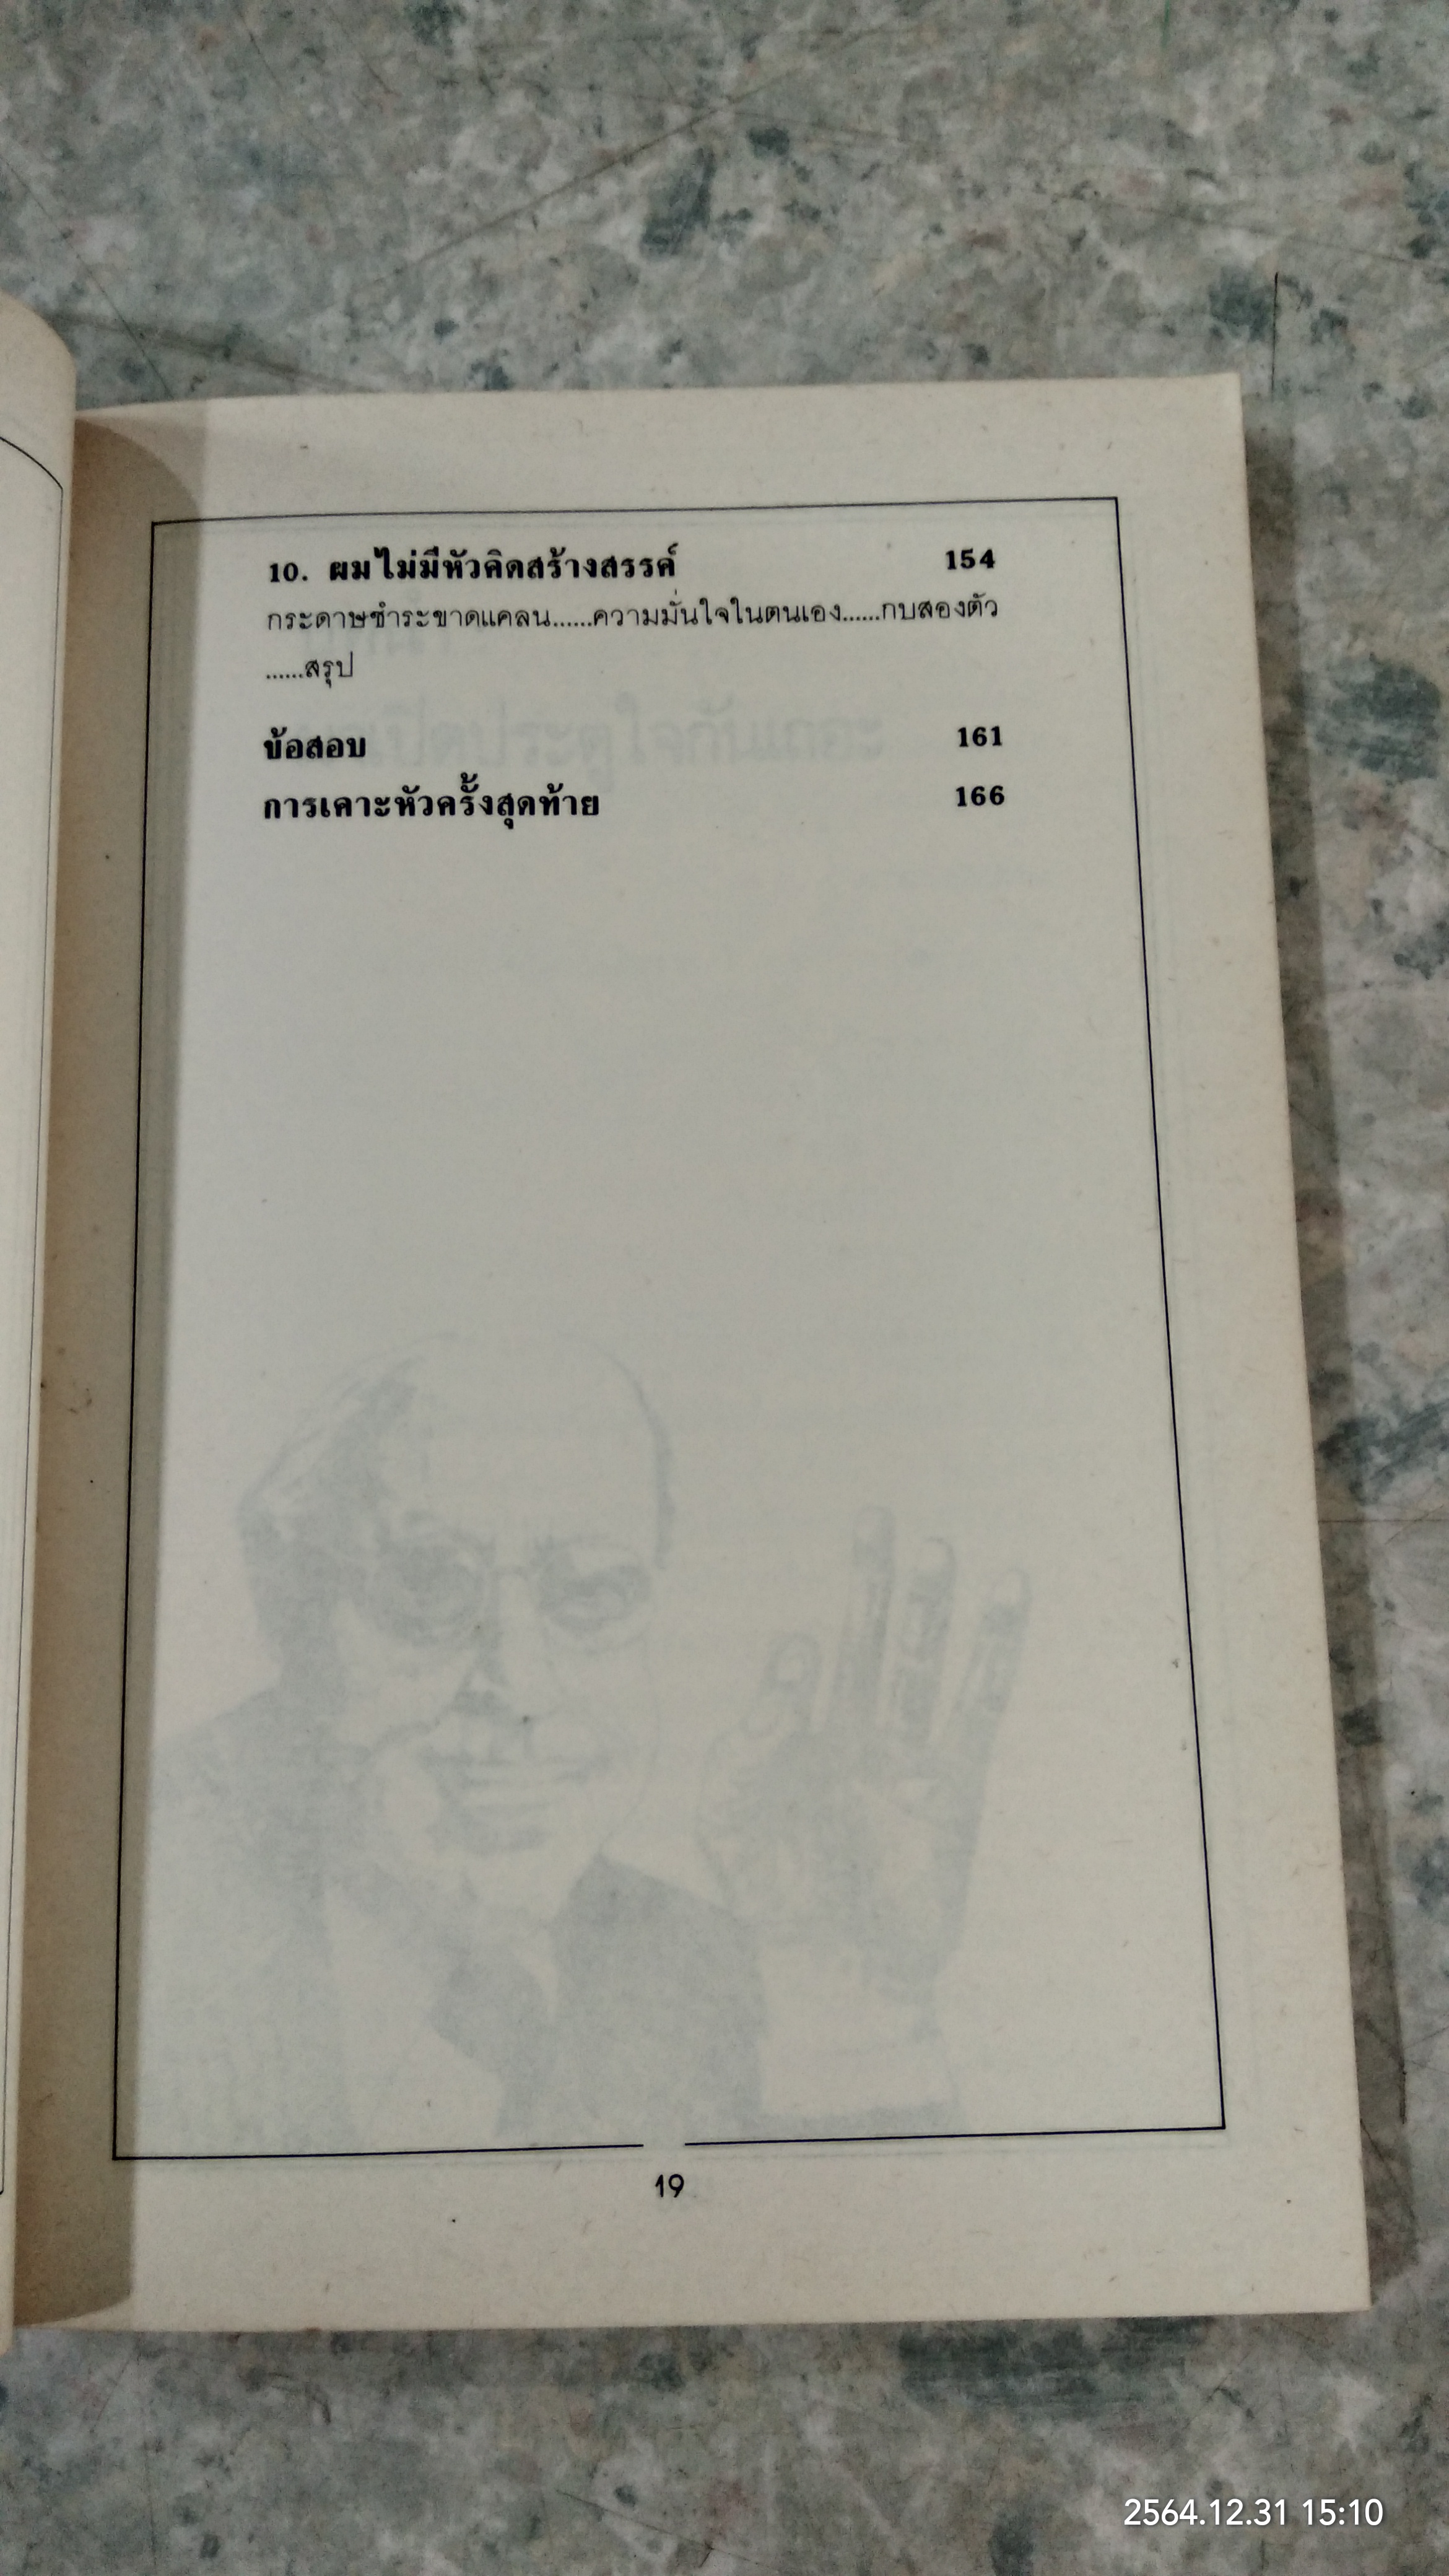 10. ผมไม่มีหัวคิดสร้างสรรค์ 154
กระดาษชำระขาดแคลน......ความมั่นใจในตนเอง......กบสองตัว
......สรุป
ข้อสอบ 161
การเคาะหัวครั้งสุดท้าย 166
19
2564.12.31 15:10